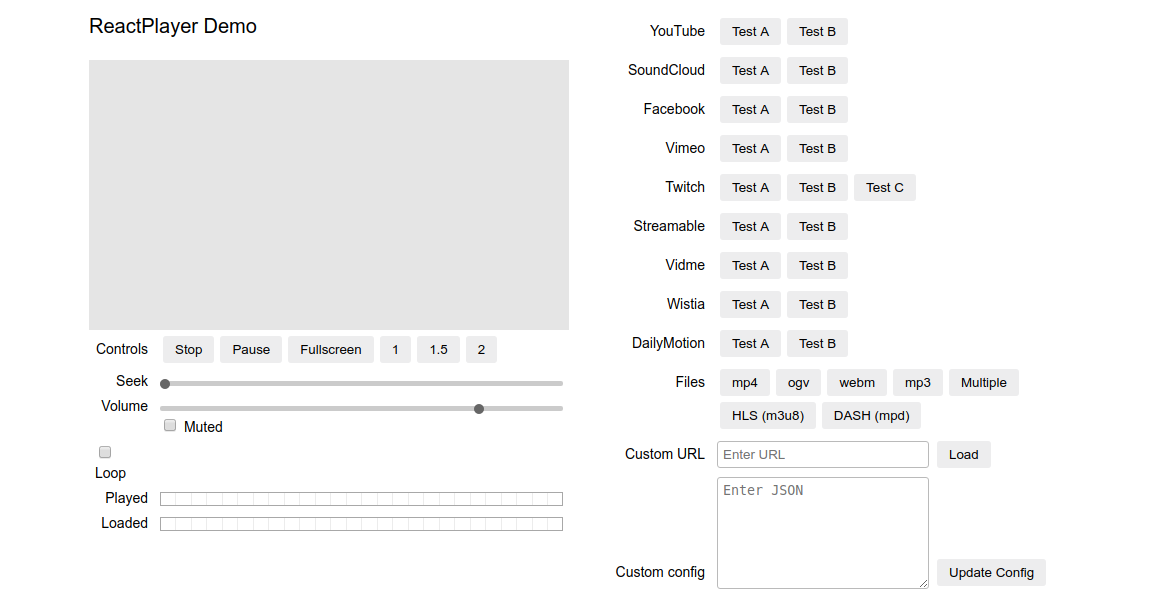 ReactPlayer Demo
Controls Stop Pause Fullscreen 1 1.5 2
Seek
Volume
Muted
Loop
Played
Loaded
YouTube Test A Test B
SoundCloud Test A Test B
Facebook Test A Test B
Vimeo Test A Test B
Twitch Test A Test B Test C
Streamable Test A Test B
Vidme Test A Test B
Wistia Test A Test B
DailyMotion Test A Test B
Files mp4 ogv webm mp3 Multiple
HLS (m3u8) DASH (mpd)
Custom URL Enter URL Load
Enter JSON
Custom config Update Config